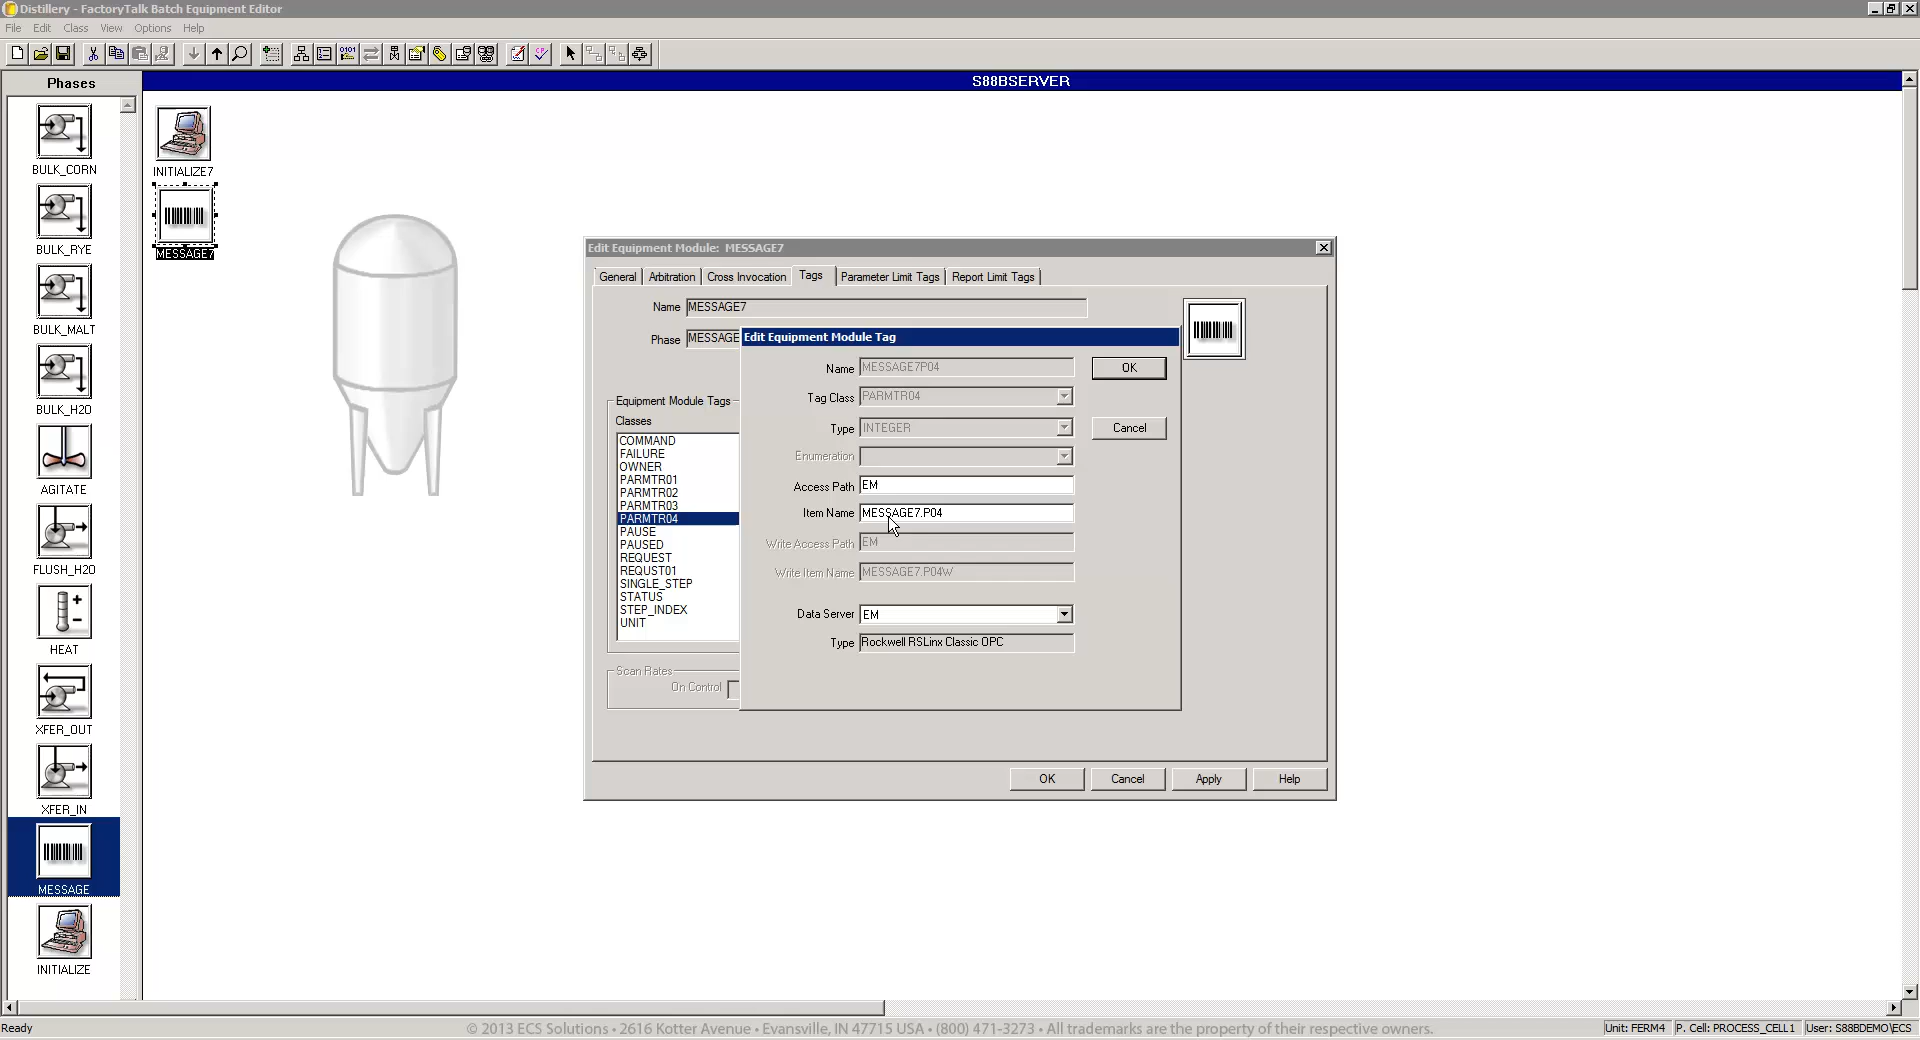 Distillery - FactoryTalk Batch Equipment Editor
File Edit Class View Options Help
Phases
S88BSERVER
BULK_CORN
BULK_RYE
BULK_MALT
BULK_H2O
AGITATE
FLUSH_H2O
HEAT
XFER_OUT
XFER_IN
MESSAGE
INITIALIZE
INITIALIZE7
MESSAGE7
Edit Equipment Module: MESSAGE7
General Arbitration Cross Invocation Tags Parameter Limit Tags Report Limit Tags
Name MESSAGE7
Phase MESSAGE
Equipment Module Tags
Classes
COMMAND
FAILURE
OWNER
PARMTR01
PARMTR02
PARMTR03
PARMTR04
PAUSE
PAUSED
REQUEST
REQUST01
SINGLE_STEP
STATUS
STEP_INDEX
UNIT
Scan Rates
On Control
Edit Equipment Module Tag
Name MESSAGE7P04
OK
Tag Class PARMTR04
Type INTEGER
Cancel
Enumeration
Access Path EM
Item Name MESSAGE7.P04
Write Access Path EM
Write Item Name MESSAGE7.P04W
Data Server EM
Type Rockwell RSLinx Classic OPC
OK Cancel Apply Help
Ready
© 2013 ECS Solutions • 2616 Kotter Avenue • Evansville, IN 47715 USA • (800) 471-3273 • All trademarks are the property of their respective owners.
Unit: FERM4 P. Cell: PROCESS_CELL1 User: S88BDEMO\ECS